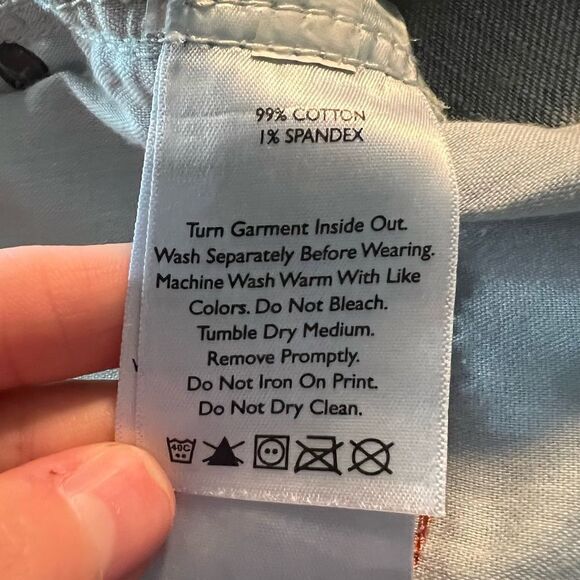 99% COTTON
1% SPANDEX
Turn Garment Inside Out.
Wash Separately Before Wearing.
Machine Wash Warm With Like
Colors. Do Not Bleach.
Tumble Dry Medium.
Remove Promptly.
Do Not Iron On Print.
Do Not Dry Clean.
40C